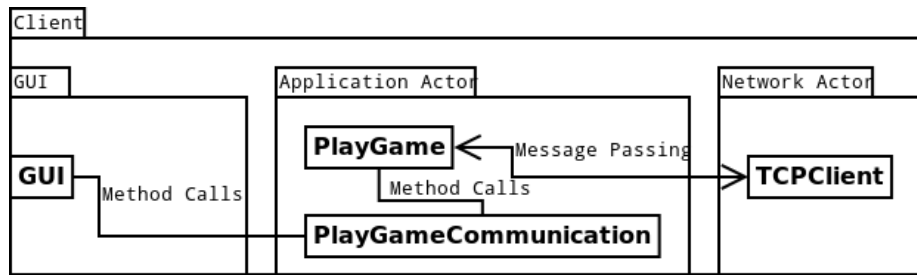 Client
GUI
Application Actor
Network Actor
PlayGame
Message Passing
GUI
TCPClient
Method Calls
Method Calls
PlayGameCommunication